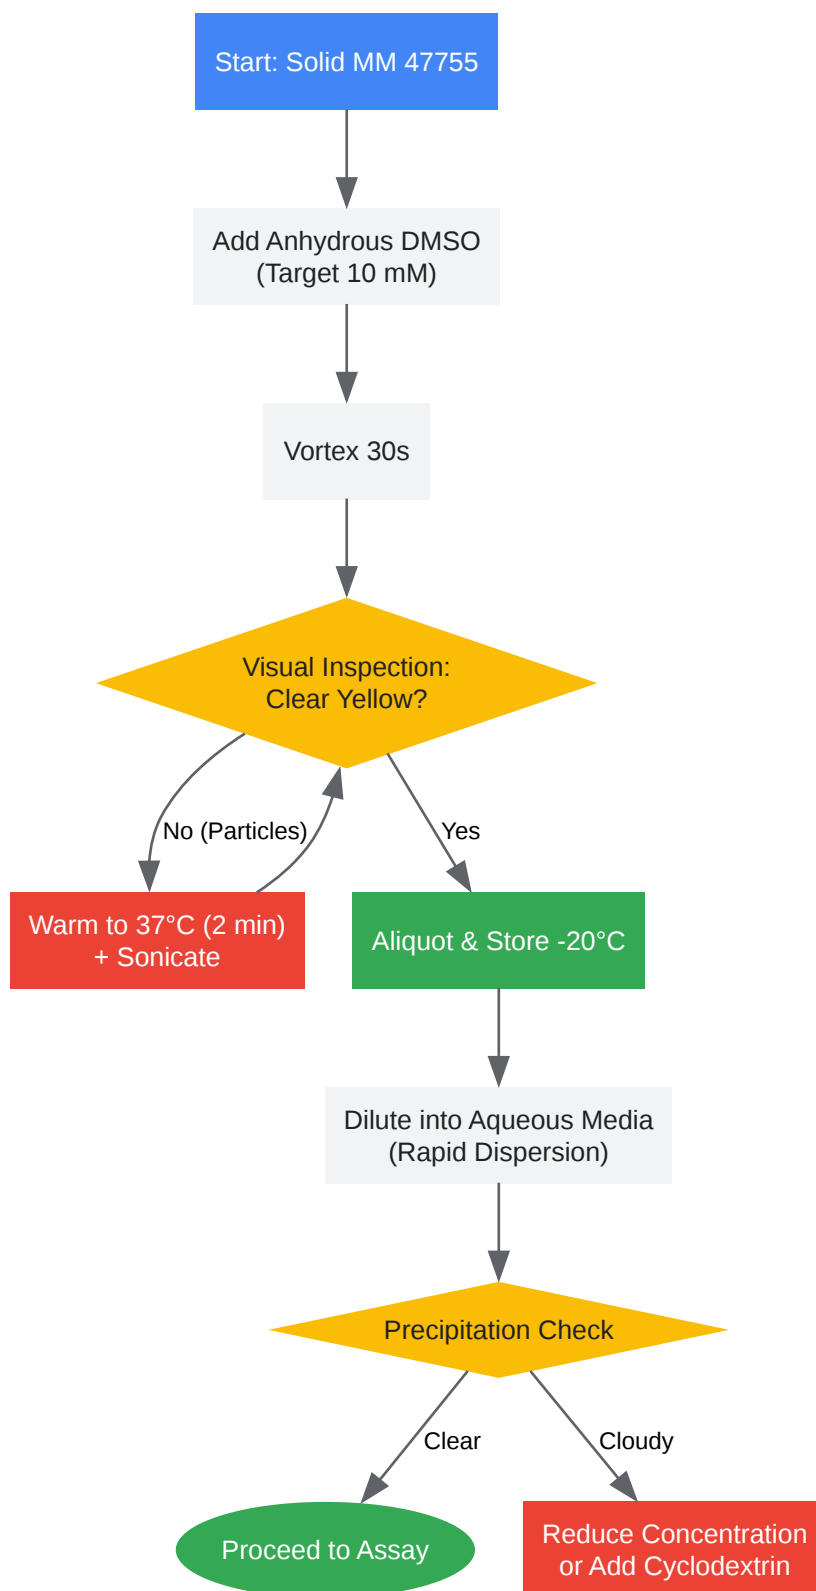 Start: Solid MM 47755
Add Anhydrous DMSO
(Target 10 mM)
Vortex 30s
Visual Inspection:
Clear Yellow?
No (Particles)
Yes
Warm to 37°C (2 min)
+ Sonicate
Aliquot & Store -20°C
Dilute into Aqueous Media
(Rapid Dispersion)
Precipitation Check
Clear
Cloudy
Proceed to Assay
Reduce Concentration
or Add Cyclodextrin